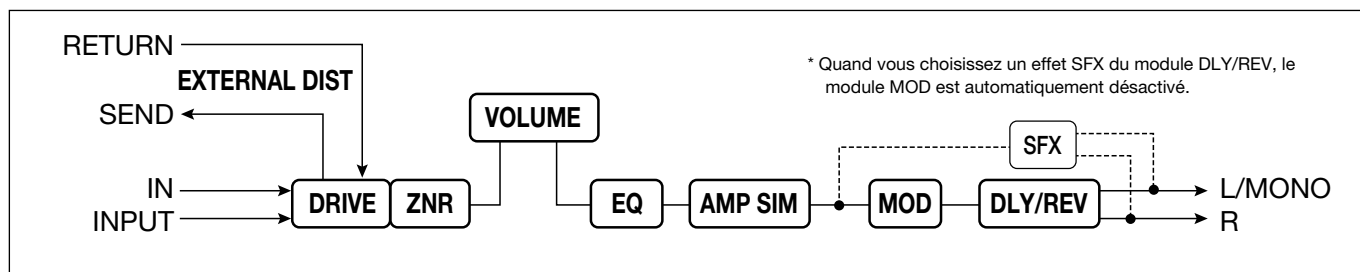 RETURN
EXTERNAL DIST
SEND
IN
INPUT
DRIVE
ZNR
VOLUME
EQ
AMP SIM
MOD
DLY/REV
SFX
L/MONO
R
* Quand vous choisissez un effet SFX du module DLY/REV, le
module MOD est automatiquement désactivé.